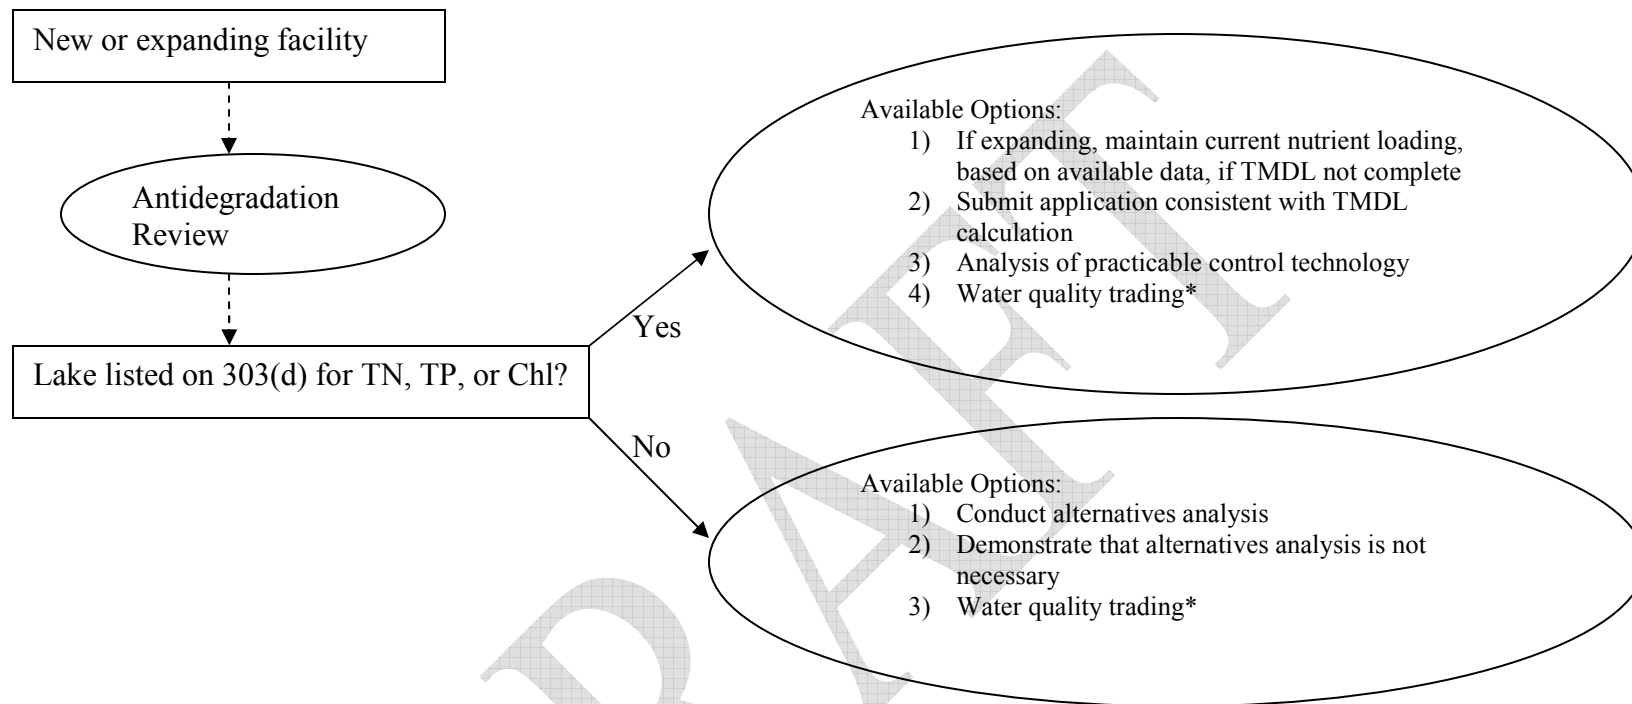 New or expanding facility
Antidegradation
Review
Lake listed on 303(d) for TN, TP, or Chl?
Yes
No
Available Options:
1) If expanding, maintain current nutrient loading,
based on available data, if TMDL not complete
2) Submit application consistent with TMDL
calculation
3) Analysis of practicable control technology
4) Water quality trading*
Available Options:
1) Conduct alternatives analysis
2) Demonstrate that alternatives analysis is not
necessary
3) Water quality trading*
RAFT